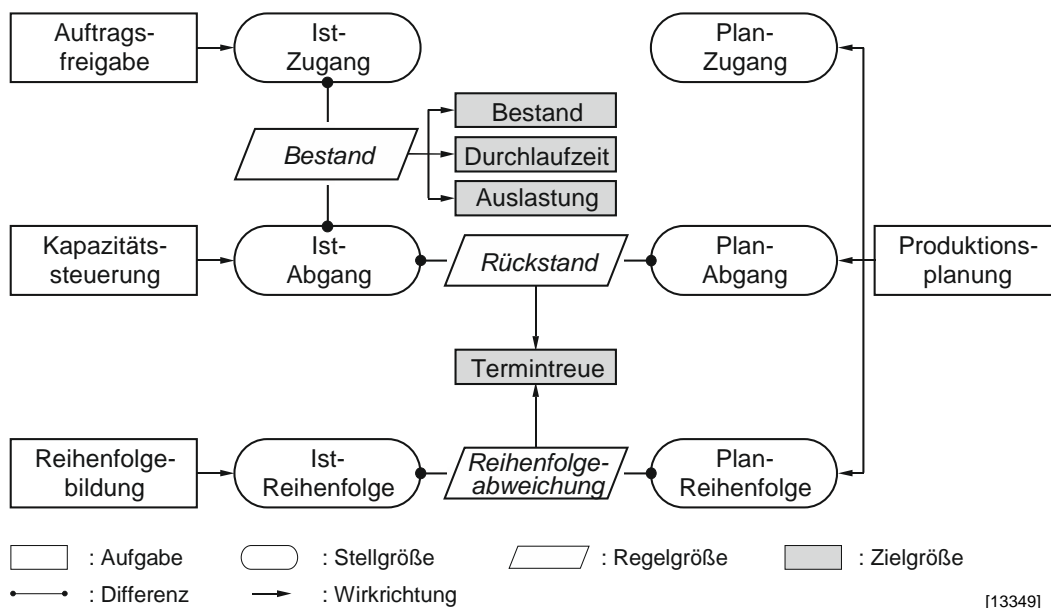 Auftrags-
freigabe
Ist-
Zugang
Plan-
Zugang
Bestand
Bestand
Durchlaufzeit
Auslastung
Kapazitäts-
steuerung
Ist-
Abgang
Rückstand
Plan-
Abgang
Produktions-
planung
Termintreue
Reihenfolge-
bildung
Ist-
Reihenfolge
Reihenfolge-
abweichung
Plan-
Reihenfolge
: Aufgabe
: Stellgröße
: Regelgröße
: Zielgröße
: Differenz
: Wirkrichtung
[13349]